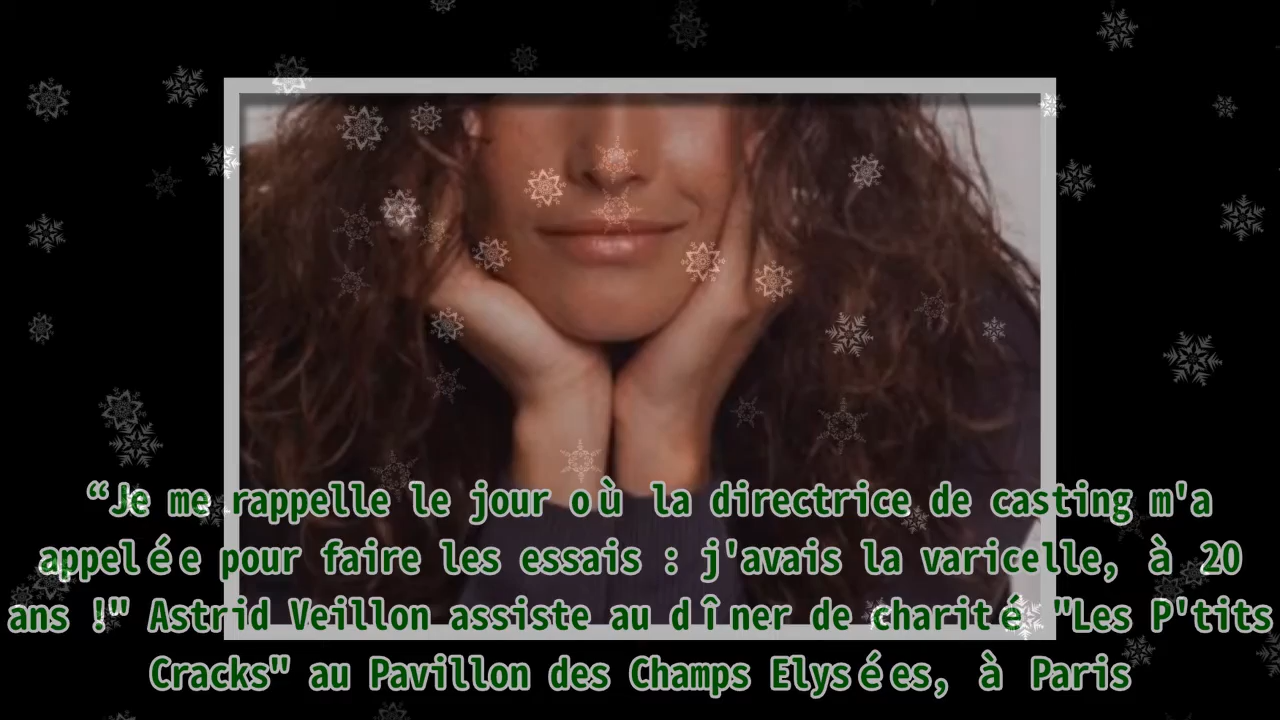 “Je me rappelle le jour où la directrice de casting m'a
appelée pour faire les essais : j'avais la varicelle, à 20
ans !" Astrid Veillon assiste au dîner de charité "Les P'tits
Cracks" au Pavillon des Champs Elysées, à Paris